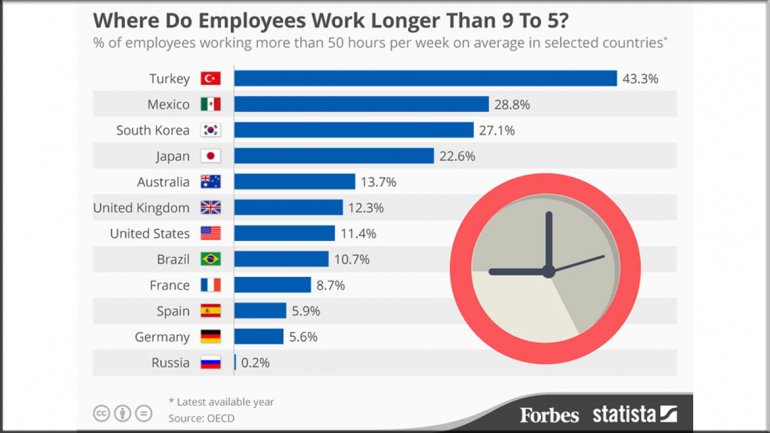 Where Do Employees Work Longer Than 9 To 5?
% of employees working more than 50 hours per week on average in selected countries*
Turkey 43.3%
Mexico 28.8%
South Korea 27.1%
Japan 22.6%
Australia 13.7%
United Kingdom 12.3%
United States 11.4%
Brazil 10.7%
France 8.7%
Spain 5.9%
Germany 5.6%
Russia 0.2%
* Latest available year
Source: OECD
cc
Forbes statista